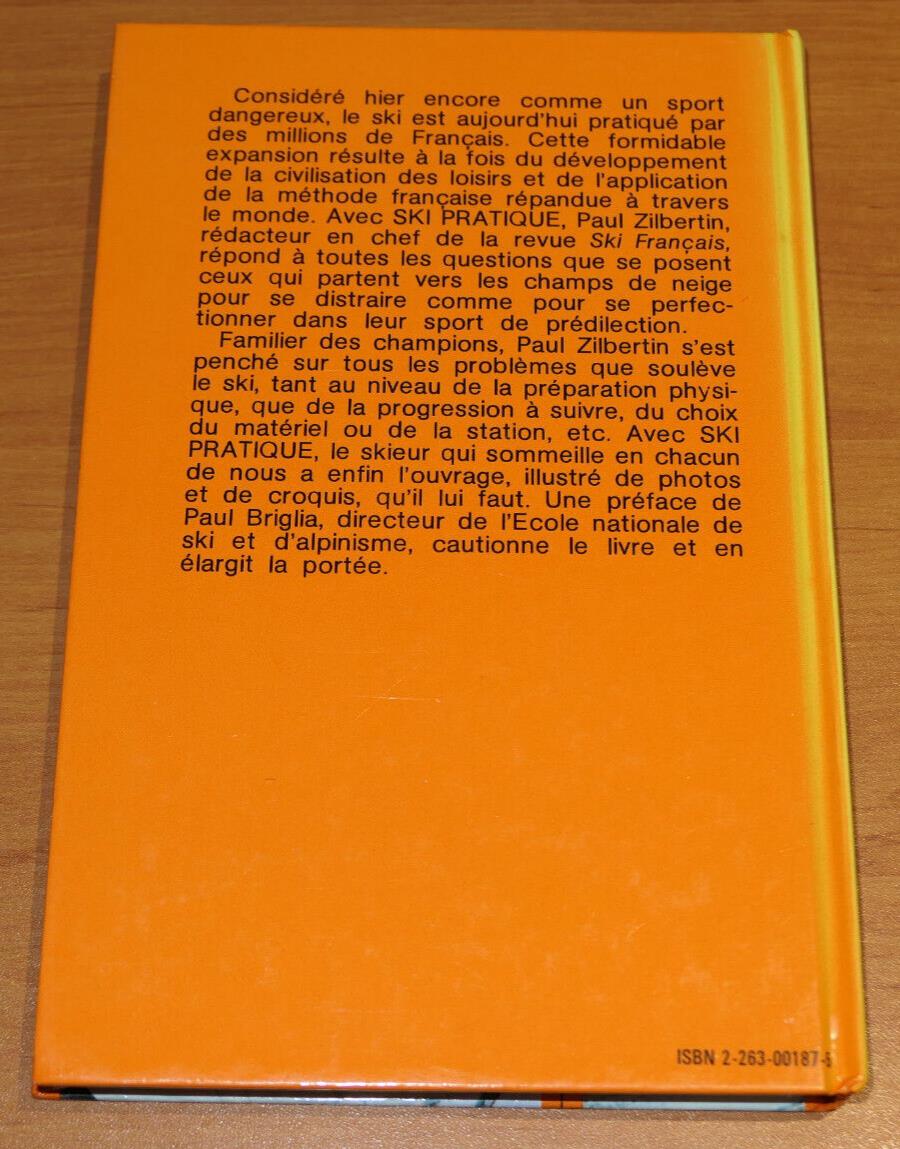 Considéré hier encore comme un sport
dangereux, le ski est aujourd'hui pratiqué par
des millions de Français. Cette formidable
expansion résulte à la fois du développement
de la civilisation des loisirs et de l'application
de la méthode française répandue à travers
le monde. Avec SKI PRATIQUE, Paul Zilbertin,
rédacteur en chef de la revue Ski Français,
répond à toutes les questions que se posent
ceux qui partent vers les champs de neige
pour se distraire comme pour se perfec-
tionner dans leur sport de prédilection.
Familier des champions, Paul Zilbertin s'est
penché sur tous les problèmes que soulève
le ski, tant au niveau de la préparation physi-
que, que de la progression à suivre, du choix
du matériel ou de la station, etc. Avec SKI
PRATIQUE, le skieur qui sommeille en chacun
de nous a enfin l'ouvrage, illustré de photos
et de croquis, qu'il lui faut. Une préface de
Paul Briglia, directeur de l'Ecole nationale de
ski et d'alpinisme, cautionne le livre et en
élargit la portée.
ISBN 2-263-00187-5